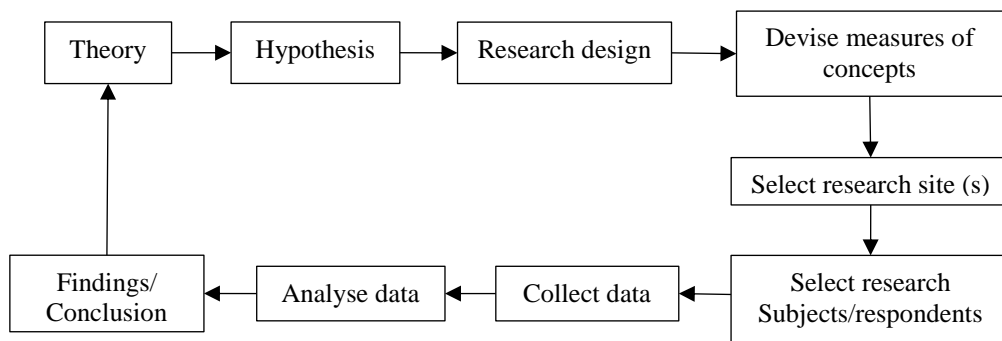 Theory
Hypothesis
Research design
Devise measures of
concepts
Select research site (s)
Select research
Subjects/respondents
Collect data
Analyse data
Findings/
Conclusion